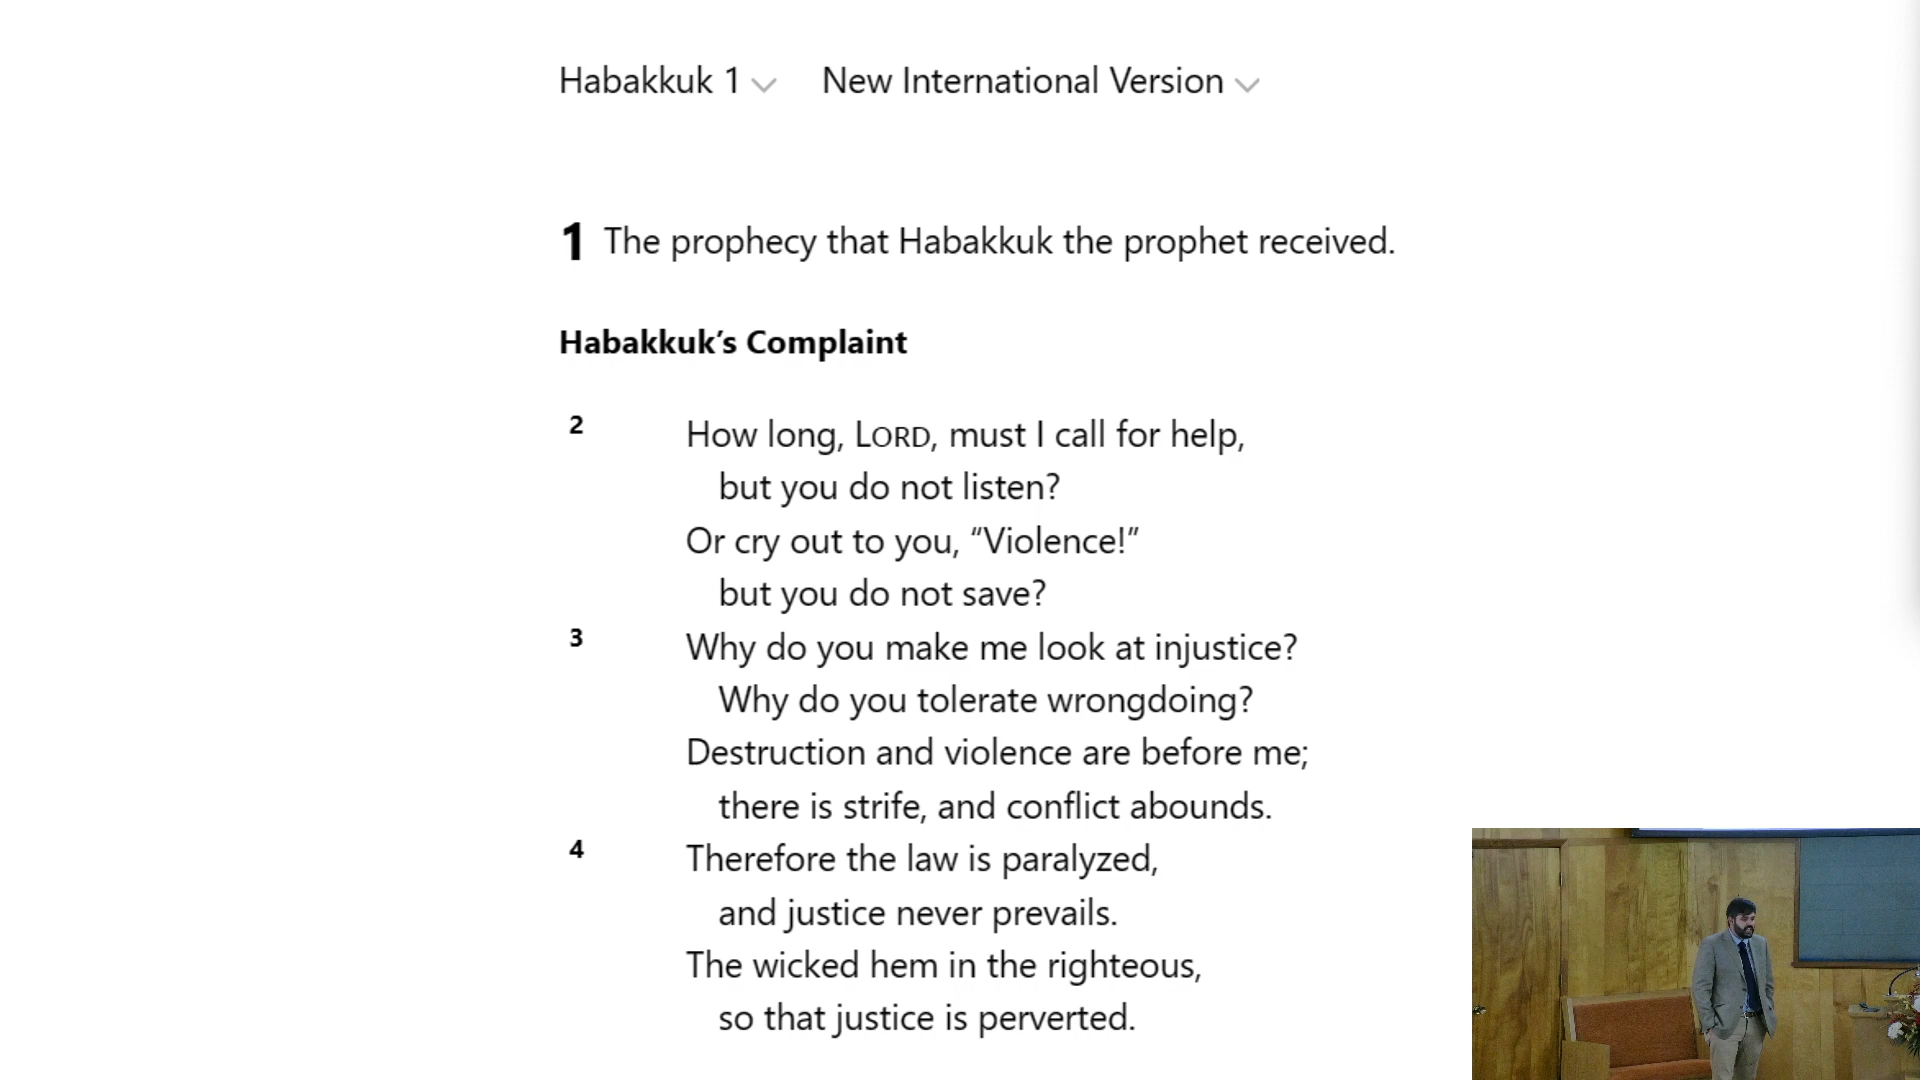 Habakkuk 1 New International Version
1 The prophecy that Habakkuk the prophet received.
Habakkuk’s Complaint
2 How long, LORD, must I call for help,
but you do not listen?
Or cry out to you, “Violence!”
but you do not save?
3 Why do you make me look at injustice?
Why do you tolerate wrongdoing?
Destruction and violence are before me;
there is strife, and conflict abounds.
4 Therefore the law is paralyzed,
and justice never prevails.
The wicked hem in the righteous,
so that justice is perverted.